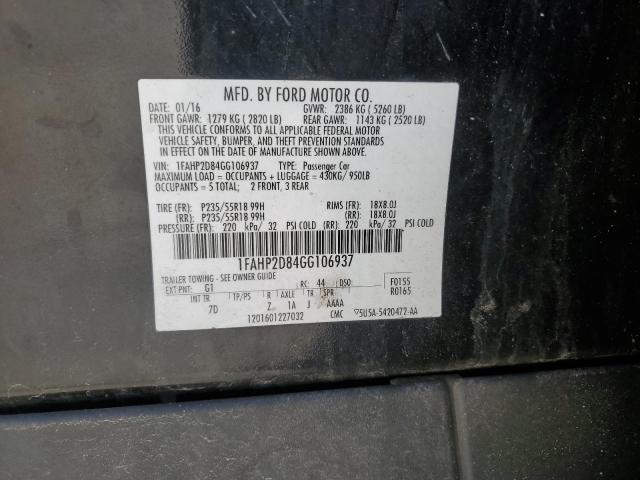 MFD. BY FORD MOTOR CO.
DATE: 01/16 GVWR: 2386 KG ( 5260 LB)
FRONT GAWR: 1279 KG ( 2820 LB) REAR GAWR: 1143 KG ( 2520 LB)
THIS VEHICLE CONFORMS TO ALL APPLICABLE FEDERAL MOTOR
VEHICLE SAFETY, BUMPER, AND THEFT PREVENTION STANDARDS
IN EFFECT ON THE DATE OF MANUFACTURE SHOWN ABOVE.
VIN: 1FAHP2D84GG106937 TYPE: Passenger Car
MAXIMUM LOAD = OCCUPANTS + LUGGAGE = 430KG/ 950LB
OCCUPANTS = 5 TOTAL; 2 FRONT, 3 REAR
TIRE (FR): P235/55R18 99H RIMS (FR): 18X8.0J
(RR): P235/55R18 99H (RR): 18X8.0J
PRESSURE (FR): 220 kPa/ 32 PSI COLD (RR): 220 kPa/ 32 PSI COLD
1FAHP2D84GG106937
TRAILER TOWING - SEE OWNER GUIDE
EXT PNT: G1 RC: 44 DSO: F0155
R0165
INT TR TP/PS R AXLE TR SPR
7D Z 1A J AAAA
1201601227032 CMC ▽5U5A-5420472-AA